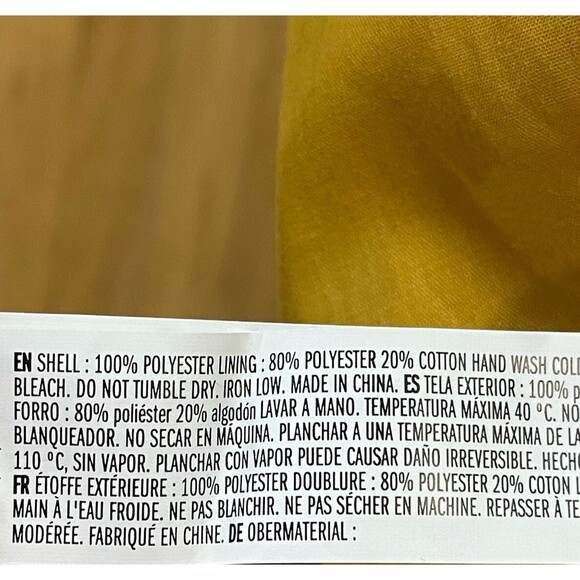 EN SHELL : 100% POLYESTER LINING : 80% POLYESTER 20% COTTON HAND WASH COLD
BLEACH. DO NOT TUMBLE DRY. IRON LOW. MADE IN CHINA. ES TELA EXTERIOR : 100% p
FORRO : 80% poliéster 20% algodón LAVAR A MANO. TEMPERATURA MÁXIMA 40 ºC. NO
BLANQUEADOR. NO SECAR EN MÁQUINA. PLANCHAR A UNA TEMPERATURA MÁXIMA DE LA
110 ºC, SIN VAPOR. PLANCHAR CON VAPOR PUEDE CAUSAR DAÑO IRREVERSIBLE. HECHO
FR ÉTOFFE EXTÉRIEURE : 100% POLYESTER DOUBLURE : 80% POLYESTER 20% COTON L
MAIN À L'EAU FROIDE. NE PAS BLANCHIR. NE PAS SÉCHER EN MACHINE. REPASSER À TE
MODÉRÉE. FABRIQUÉ EN CHINE. DE OBERMATERIAL :